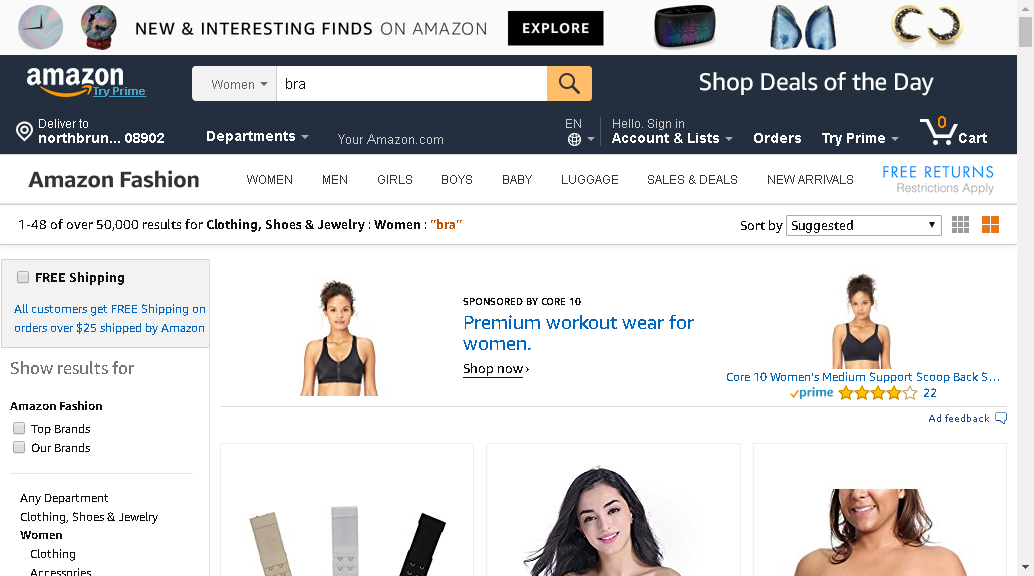 NEW & INTERESTING FINDS ON AMAZON
EXPLORE
amazon
Try Prime
Women
bra
Shop Deals of the Day
Deliver to
northbrun... 08902
Departments
Your Amazon.com
EN
Hello. Sign in
Account & Lists
Orders
Try Prime
0
Cart
Amazon Fashion
WOMEN
MEN
GIRLS
BOYS
BABY
LUGGAGE
SALES & DEALS
NEW ARRIVALS
FREE RETURNS
Restrictions Apply
1-48 of over 50,000 results for Clothing, Shoes & Jewelry : Women : "bra"
Sort by
Suggested
FREE Shipping
All customers get FREE Shipping on
orders over $25 shipped by Amazon
Show results for
Amazon Fashion
Top Brands
Our Brands
Any Department
Clothing, Shoes & Jewelry
Women
Clothing
Accessories
SPONSORED BY CORE 10
Premium workout wear for
women.
Shop now ›
Core 10 Women's Medium Support Scoop Back S...
prime
22
Ad feedback